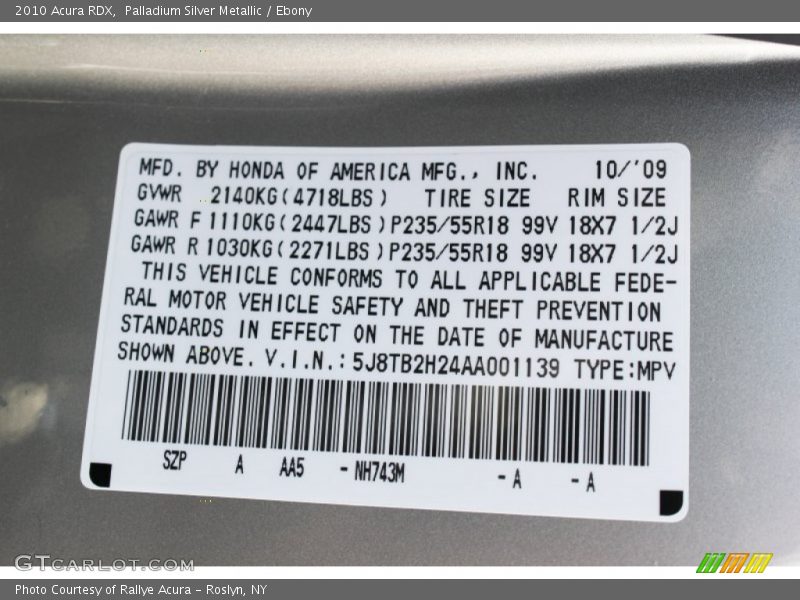 2010 Acura RDX,  Palladium Silver Metallic / Ebony
MFD. BY HONDA OF AMERICA MFG., INC. 10/'09
GVWR 2140KG(4718LBS) TIRE SIZE RIM SIZE
GAWR F 1110KG(2447LBS) P235/55R18 99V 18X7 1/2J
GAWR R 1030KG(2271LBS) P235/55R18 99V 18X7 1/2J
THIS VEHICLE CONFORMS TO ALL APPLICABLE FEDE-
RAL MOTOR VEHICLE SAFETY AND THEFT PREVENTION
STANDARDS IN EFFECT ON THE DATE OF MANUFACTURE
SHOWN ABOVE. V.I.N.: 5J8TB2H24AA001139 TYPE:MPV
SZP A AA5 - NH743M - A - A
GTCARLOT.COM
Photo Courtesy of Rallye Acura - Roslyn, NY